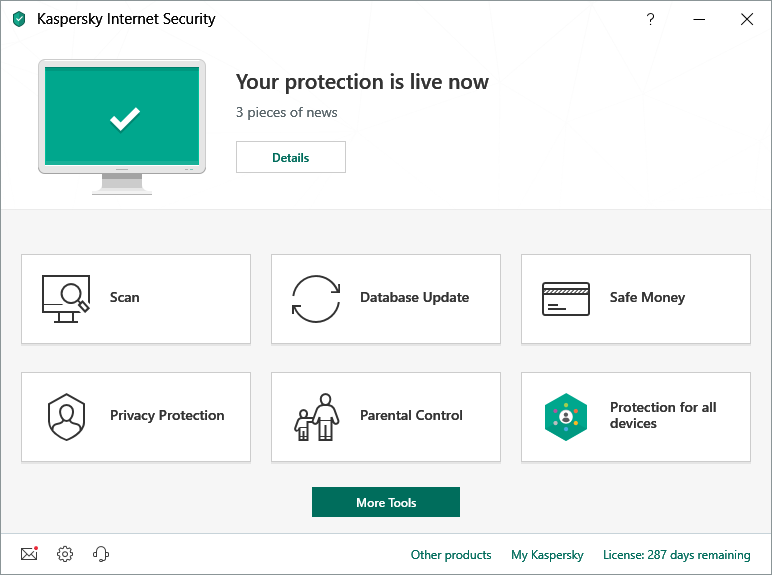 Kaspersky Internet Security
?
Your protection is live now
3 pieces of news
Details
Scan
Database Update
Safe Money
Privacy Protection
Parental Control
Protection for all
devices
More Tools
Other products
My Kaspersky
License: 287 days remaining